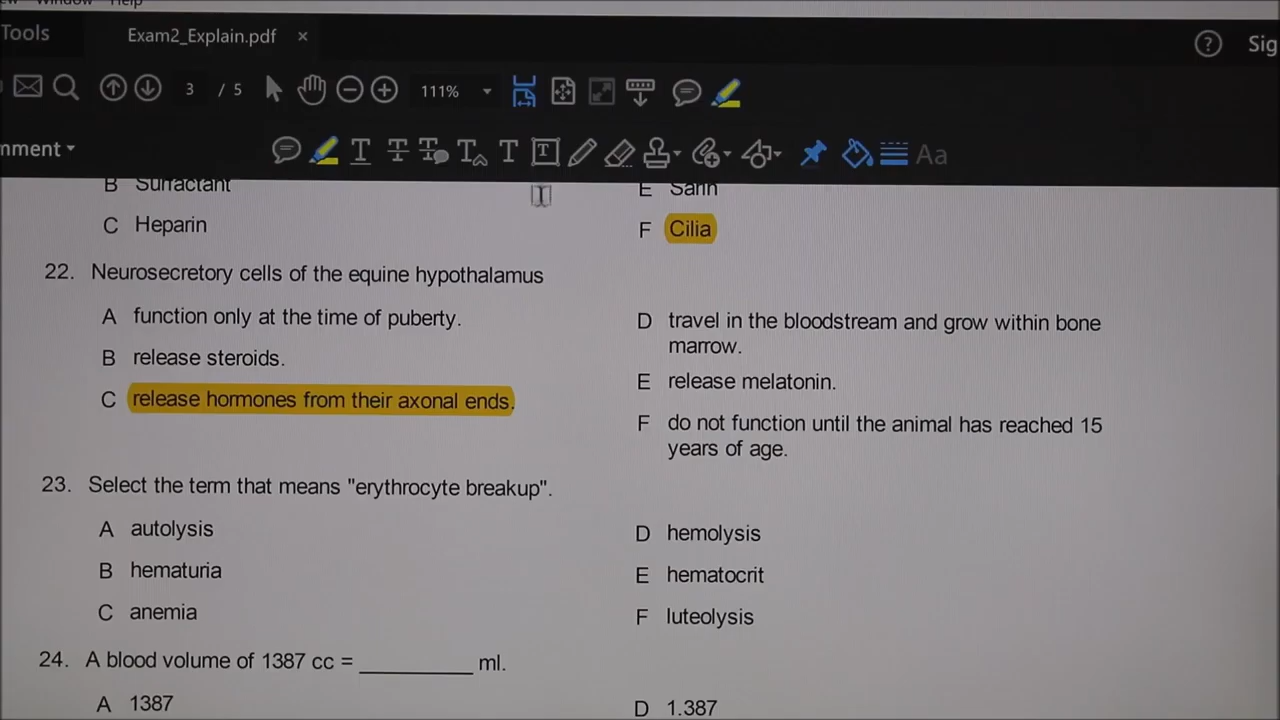 Window Help
Tools
Exam2_Explain.pdf ×
? Sig
3 / 5
111%
T T T T T T Aa
B Surfactant
E Sarin
C Heparin
F Cilia
22. Neurosecretory cells of the equine hypothalamus
A function only at the time of puberty.
D travel in the bloodstream and grow within bone
marrow.
B release steroids.
E release melatonin.
C release hormones from their axonal ends.
F do not function until the animal has reached 15
years of age.
23. Select the term that means "erythrocyte breakup".
A autolysis
D hemolysis
B hematuria
E hematocrit
C anemia
F luteolysis
24. A blood volume of 1387 cc = __________ ml.
A 1387
D 1.387